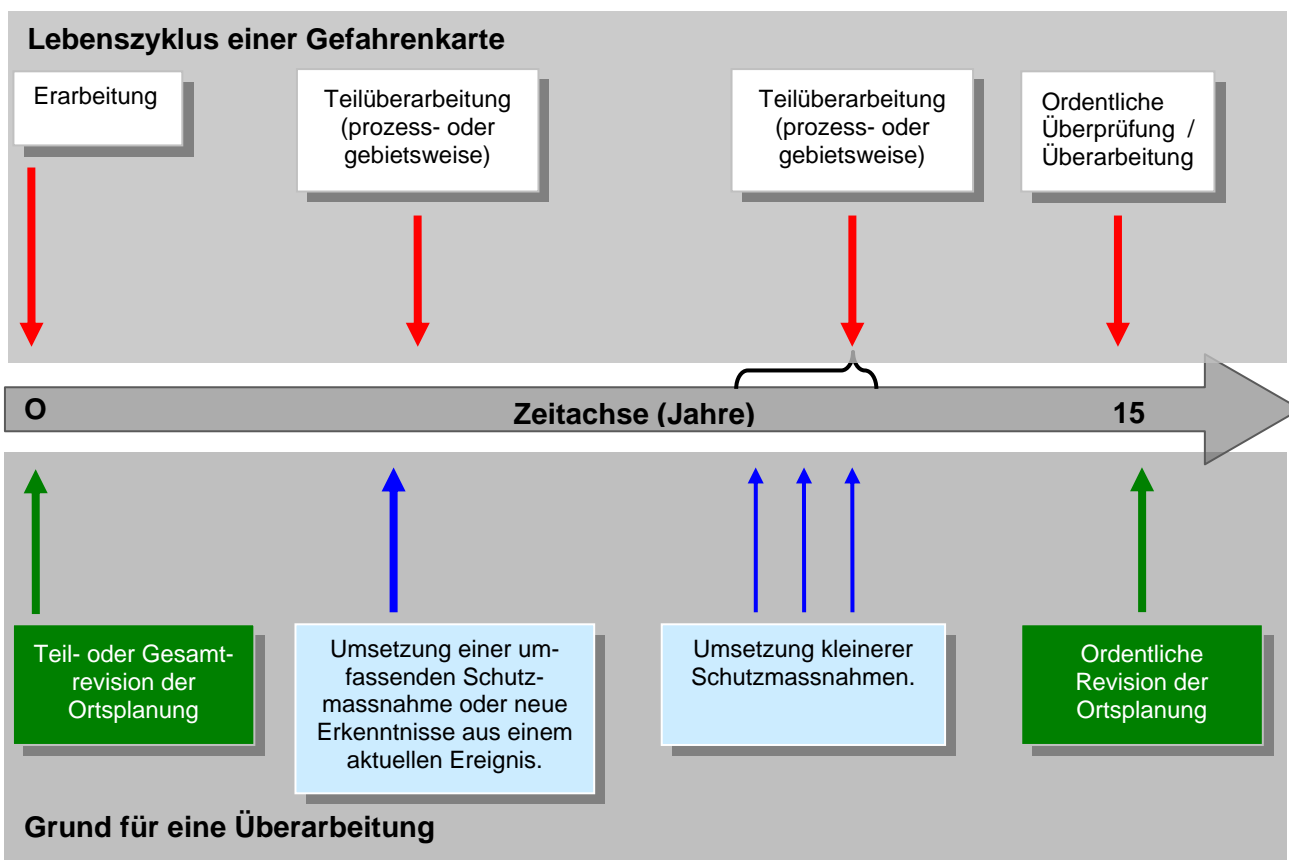 Lebenszyklus einer Gefahrenkarte
Erarbeitung
Teilüberarbeitung
(prozess- oder
gebietsweise)
Teilüberarbeitung
(prozess- oder
gebietsweise)
Ordentliche
Überprüfung /
Überarbeitung
O
Zeitachse (Jahre)
15
Teil- oder Gesamt-
revision der
Ortsplanung
Umsetzung einer um-
fassenden Schutz-
massnahme oder neue
Erkenntnisse aus einem
aktuellen Ereignis.
Umsetzung kleinerer
Schutzmassnahmen.
Ordentliche
Revision der
Ortsplanung
Grund für eine Überarbeitung